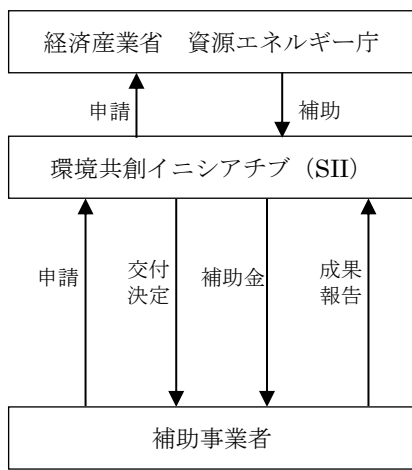 経済産業省　資源エネルギー庁
申請
補助
環境共創イニシアチブ（SII）
申請
交付
決定
補助金
成果
報告
補助事業者